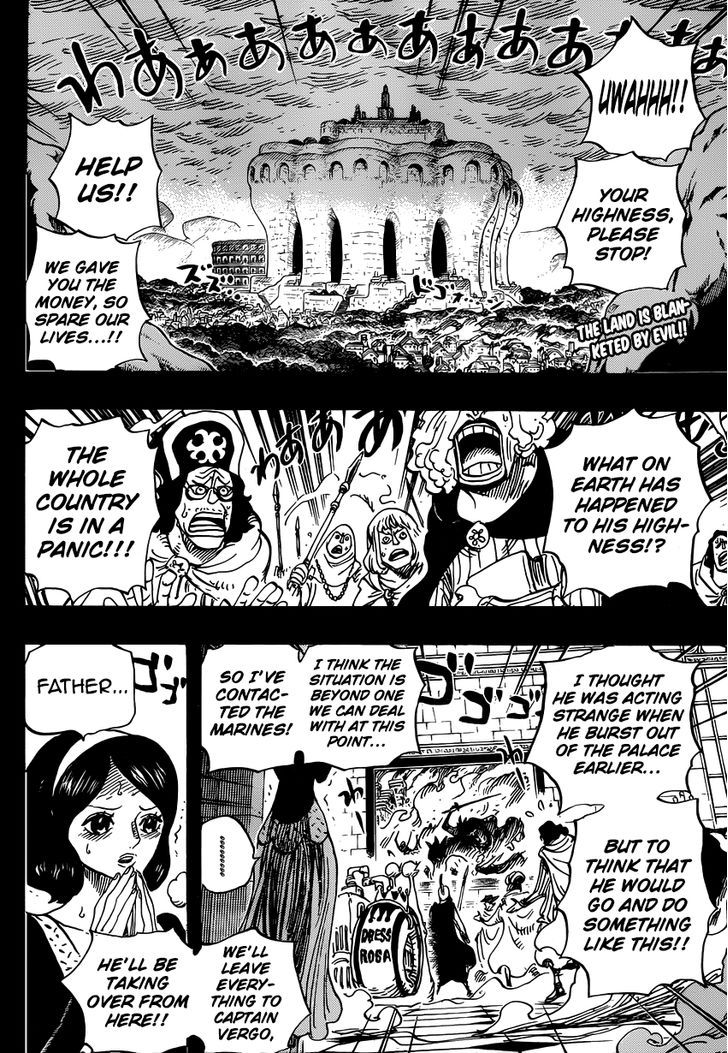 わあぁああぁあああああ
UWAHHH!!
HELP
US!!
YOUR
HIGHNESS,
PLEASE
STOP!
WE GAVE
YOU THE
MONEY, SO
SPARE OUR
LIVES...!!
THE LAND IS BLAN-
KETED BY EVIL!!
WHAT ON
EARTH HAS
HAPPENED
TO HIS HIGH-
NESS!?
わあぁああ
THE
WHOLE
COUNTRY
IS IN A
PANIC!!!
I THOUGHT
HE WAS ACTING
STRANGE WHEN
HE BURST OUT
OF THE PALACE
EARLIER...
BUT TO
THINK THAT
HE WOULD
GO AND DO
SOMETHING
LIKE THIS!!
I THINK THE
SITUATION IS
BEYOND ONE
WE CAN DEAL
WITH AT THIS
POINT...
SO I'VE
CONTAC-
TED THE
MARINES!
DRESS
ROSA
WE'LL
LEAVE
EVERY-
THING TO
CAPTAIN
VERGO,
FATHER...
HE'LL BE
TAKING
OVER FROM
HERE!!